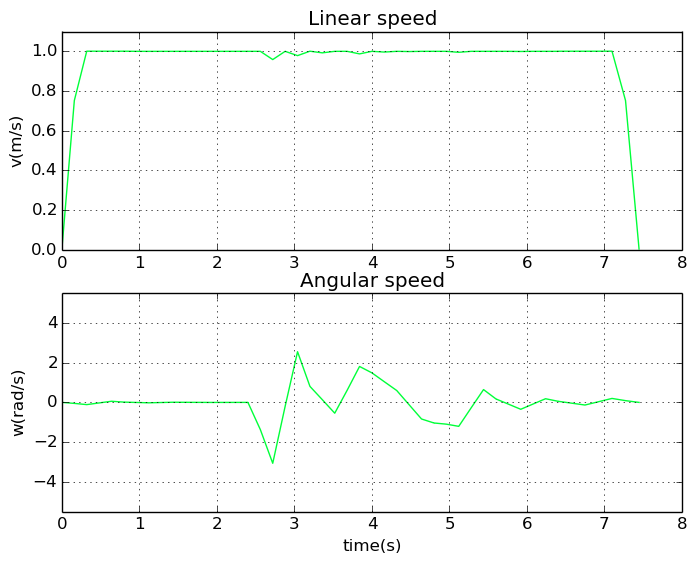 Linear speed
v(m/s)
1.0
0.8
0.6
0.4
0.2
0.0
0 1 2 3 4 5 6 7 8
Angular speed
w(rad/s)
4
2
0
−2
−4
0 1 2 3 4 5 6 7 8
time(s)